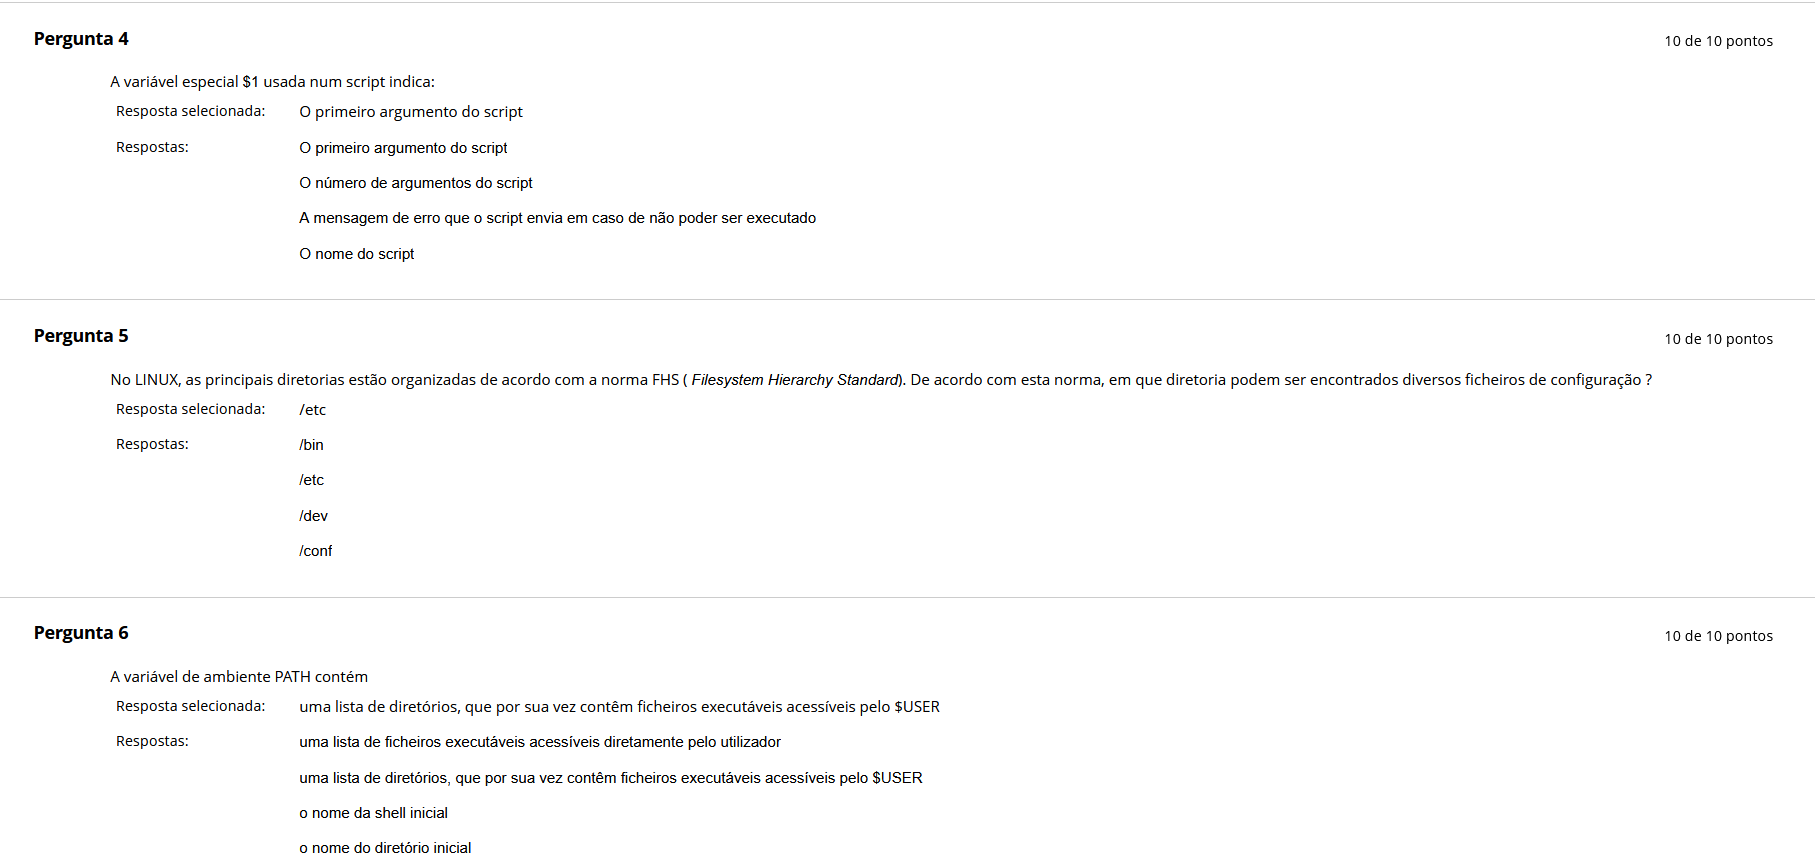 Pergunta 4
10 de 10 pontos
A variável especial $1 usada num script indica:
Resposta selecionada: O primeiro argumento do script
Respostas: O primeiro argumento do script
O número de argumentos do script
A mensagem de erro que o script envia em caso de não poder ser executado
O nome do script
Pergunta 5
10 de 10 pontos
No LINUX, as principais diretorias estão organizadas de acordo com a norma FHS ( Filesystem Hierarchy Standard). De acordo com esta norma, em que diretoria podem ser encontrados diversos ficheiros de configuração ?
Resposta selecionada: /etc
Respostas: /bin
/etc
/dev
/conf
Pergunta 6
10 de 10 pontos
A variável de ambiente PATH contém
Resposta selecionada: uma lista de diretórios, que por sua vez contêm ficheiros executáveis acessíveis pelo $USER
Respostas: uma lista de ficheiros executáveis acessíveis diretamente pelo utilizador
uma lista de diretórios, que por sua vez contêm ficheiros executáveis acessíveis pelo $USER
o nome da shell inicial
o nome do diretório inicial